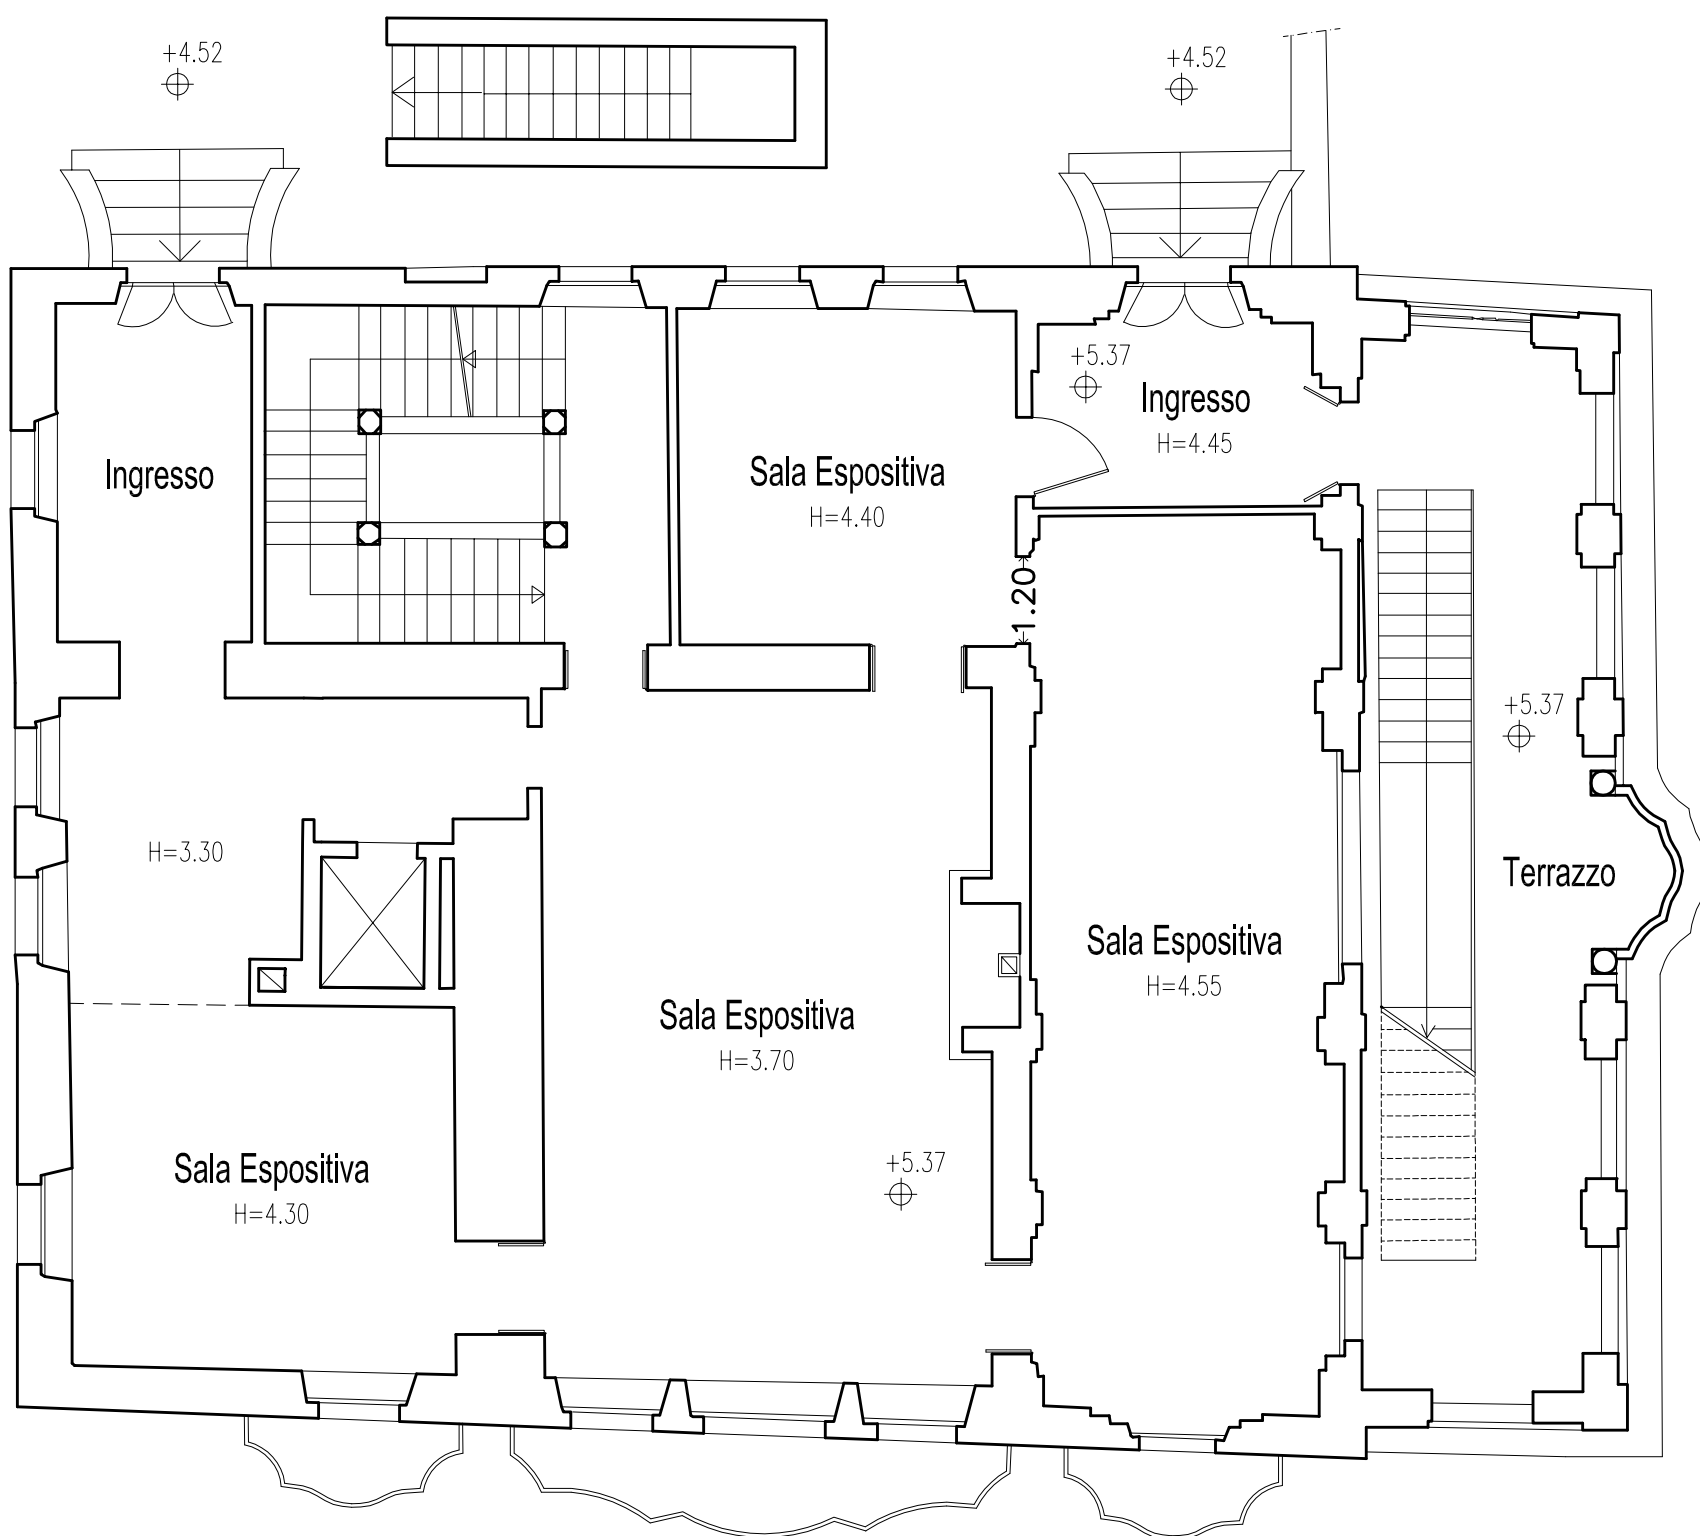 +4.52
+4.52
+5.37
Ingresso
H=4.45
Ingresso
Sala Espositiva
H=4.40
1.20
+5.37
H=3.30
Terrazzo
Sala Espositiva
H=4.55
Sala Espositiva
H=3.70
Sala Espositiva
H=4.30
+5.37